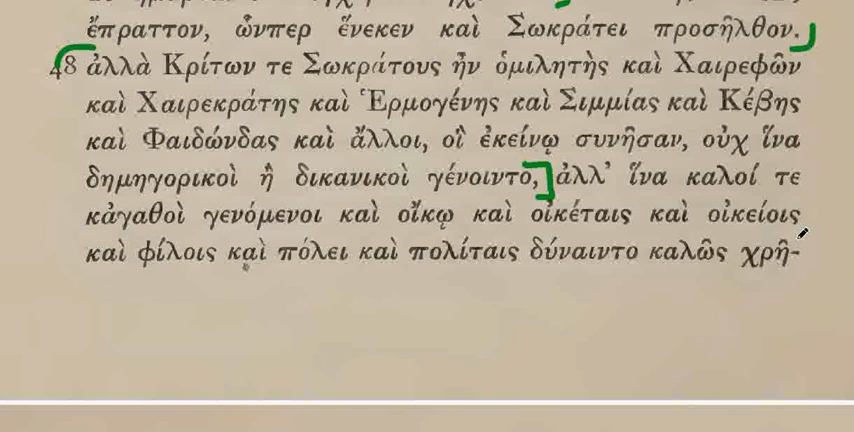 ἔπραττον, ὧνπερ ἕνεκεν καὶ Σωκράτει προσῆλθον.
48 ἀλλὰ Κρίτων τε Σωκράτους ἦν ὁμιλητὴς καὶ Χαιρεφῶν
καὶ Χαιρεκράτης καὶ Ἑρμογένης καὶ Σιμμίας καὶ Κέβης
καὶ Φαιδώνδας καὶ ἄλλοι, οἳ ἐκείνῳ συνῆσαν, οὐχ ἵνα
δημηγορικοὶ ἢ δικανικοὶ γένοιντο, ἀλλ’ ἵνα καλοί τε
κἀγαθοὶ γενόμενοι καὶ οἴκῳ καὶ οἰκέταις καὶ οἰκείοις
καὶ φίλοις καὶ πόλει καὶ πολίταις δύναιντο καλῶς χρῆ-